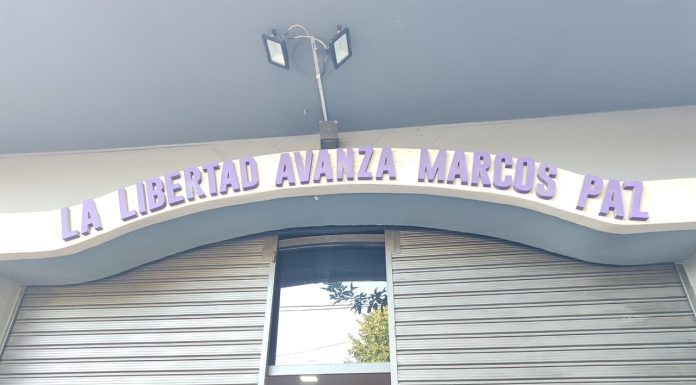 LA LIBERTAD AVANZA MARCOS PAZ